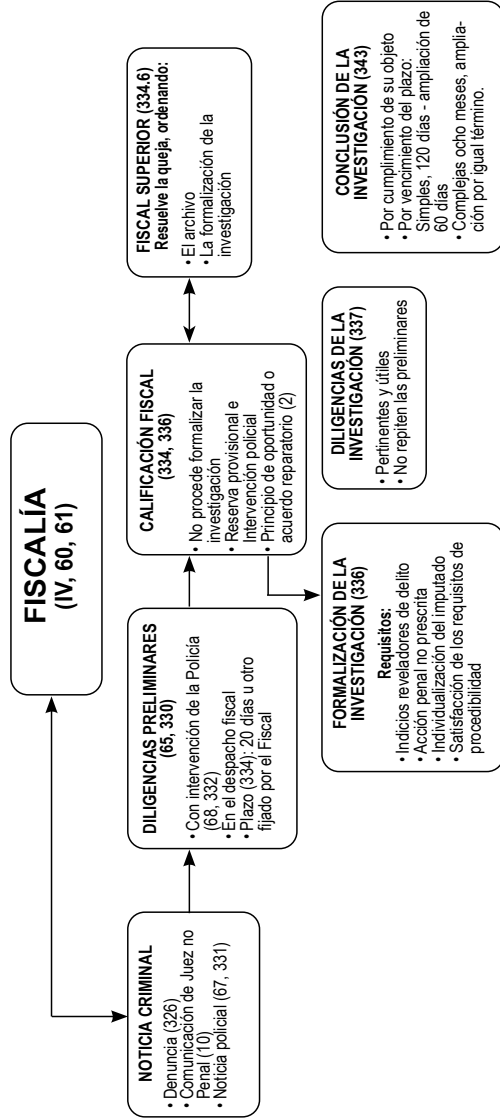 FISCALÍA
(IV, 60, 61)
NOTICIA CRIMINAL
• Denuncia (326)
• Comunicación de Juez no
Penal (10)
• Noticia policial (67, 331)
DILIGENCIAS PRELIMINARES
(65, 330)
• Con intervención de la Policía
(68, 332)
• En el despacho fiscal
• Plazo (334): 20 días u otro
fijado por el Fiscal
CALIFICACIÓN FISCAL
(334, 336)
• No procede formalizar la
investigación
• Reserva provisional e
Intervención policial
• Principio de oportunidad o
acuerdo reparatorio (2)
FISCAL SUPERIOR (334.6)
Resuelve la queja, ordenando:
• El archivo
• La formalización de la
investigación
FORMALIZACIÓN DE LA
INVESTIGACIÓN (336)
Requisitos:
• Indicios reveladores de delito
• Acción penal no prescrita
• Individualización del imputado
• Satisfacción de los requisitos de
procedibilidad
DILIGENCIAS DE LA
INVESTIGACIÓN (337)
• Pertinentes y útiles
• No repiten las preliminares
CONCLUSIÓN DE LA
INVESTIGACIÓN (343)
• Por cumplimiento de su objeto
• Por vencimiento del plazo:
Simples, 120 días - ampliación de
60 días
• Complejas ocho meses, amplia-
ción por igual término.